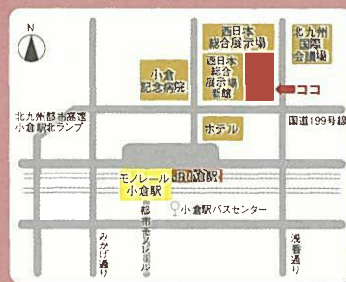 N
西日本
総合展示場
北九州
国際
会議場
小倉
記念病院
西日本
総合
展示場
新館
ココ
北九州都市高速
小倉駅北ランプ
ホテル
国道199号線
モノレール
小倉駅
JR小倉駅
小倉駅バスセンター
みかげ通り
都市モノレール
浅香通り